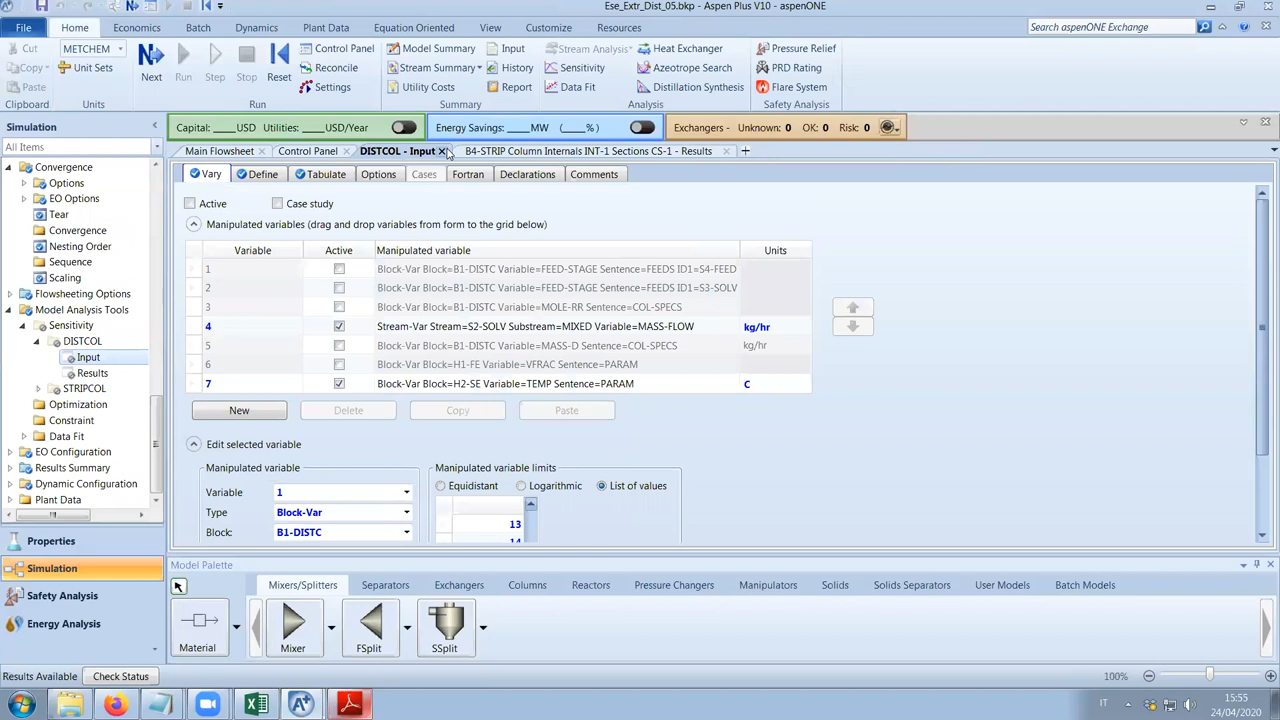 Ese_Extr_Dist_05.bkp - Aspen Plus V10 - aspenONE
File Home Economics Batch Dynamics Plant Data Equation Oriented View Customize Resources Search aspenONE Exchange
Cut METCHEM Next Run Step Stop Reset Control Panel Model Summary Input Stream Analysis Heat Exchanger Pressure Relief
Copy Unit Sets Reconcile Stream Summary History Sensitivity Azeotrope Search PRD Rating
Paste Settings Utility Costs Report Data Fit Distillation Synthesis Flare System
Clipboard Units Run Summary Analysis Safety Analysis
Simulation Capital: ____USD Utilities: ____USD/Year Energy Savings: ____MW (____%) Exchangers - Unknown: 0 OK: 0 Risk: 0
All Items Main Flowsheet Control Panel DISTCOL - Input B4-STRIP Column Internals INT-1 Sections CS-1 - Results
Convergence
Options
EO Options
Tear
Convergence
Nesting Order
Sequence
Scaling
Flowsheeting Options
Model Analysis Tools
Sensitivity
DISTCOL
Input
Results
STRIPCOL
Optimization
Constraint
Data Fit
EO Configuration
Results Summary
Dynamic Configuration
Plant Data
Properties
Simulation
Safety Analysis
Energy Analysis
Vary Define Tabulate Options Cases Fortran Declarations Comments
Active Case study
Manipulated variables (drag and drop variables from form to the grid below)
Variable Active Manipulated variable Units
1 Block-Var Block=B1-DISTC Variable=FEED-STAGE Sentence=FEEDS ID1=S4-FEED
2 Block-Var Block=B1-DISTC Variable=FEED-STAGE Sentence=FEEDS ID1=S3-SOLV
3 Block-Var Block=B1-DISTC Variable=MOLE-RR Sentence=COL-SPECS
4 Stream-Var Stream=S2-SOLV Substream=MIXED Variable=MASS-FLOW kg/hr
5 Block-Var Block=B1-DISTC Variable=MASS-D Sentence=COL-SPECS kg/hr
6 Block-Var Block=H1-FE Variable=VFRAC Sentence=PARAM
7 Block-Var Block=H2-SE Variable=TEMP Sentence=PARAM C
New Delete Copy Paste
Edit selected variable
Manipulated variable Manipulated variable limits
Variable 1 Equidistant Logarithmic List of values
Type Block-Var
Block: B1-DISTC 13
14
Model Palette
Mixers/Splitters Separators Exchangers Columns Reactors Pressure Changers Manipulators Solids Solids Separators User Models Batch Models
Material Mixer FSplit SSplit
Results Available Check Status 100%
IT 15:55
24/04/2020